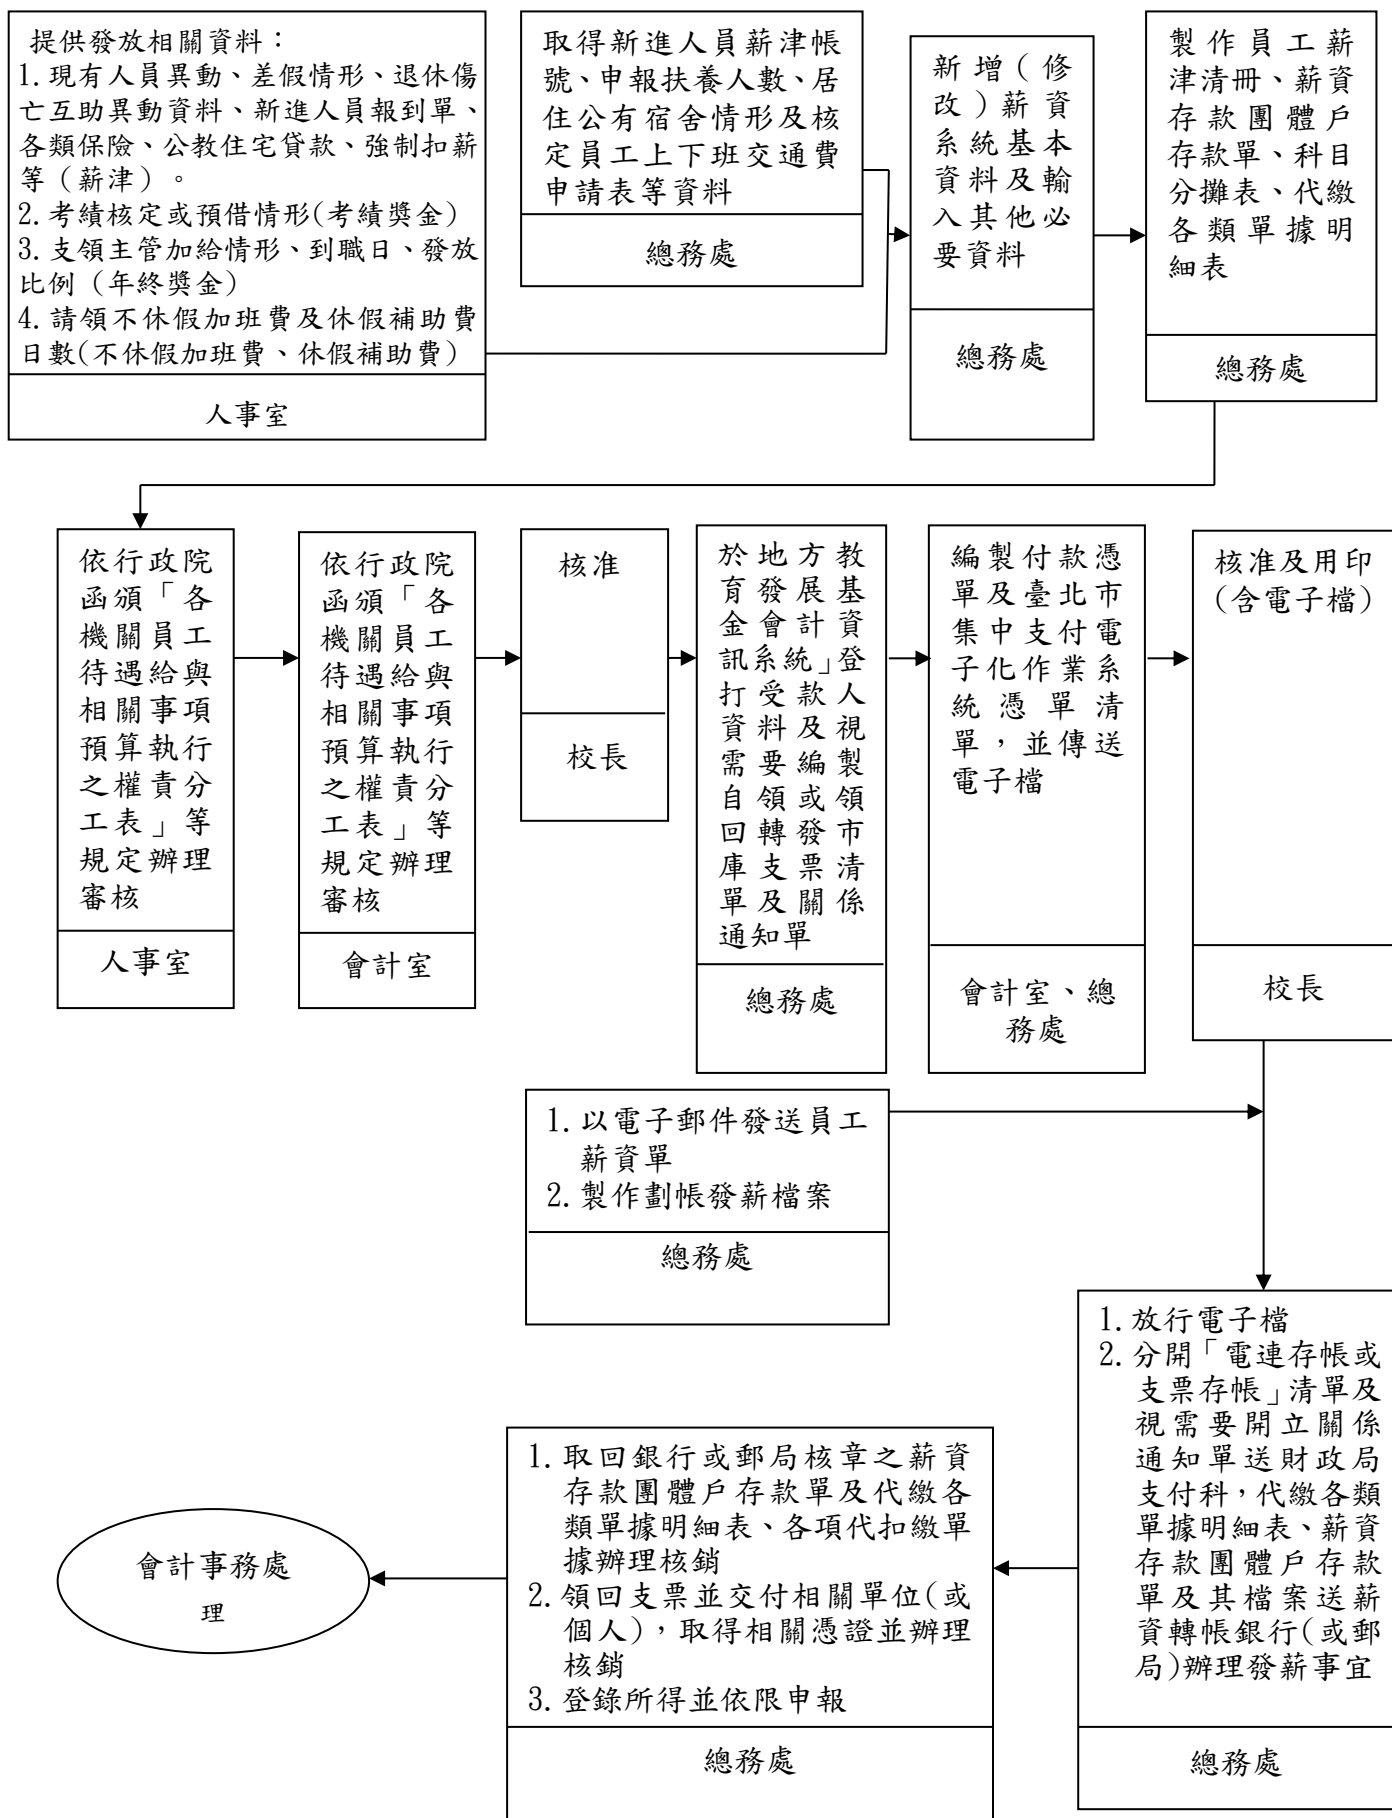 提供發放相關資料：
1.現有人員異動、差假情形、退休傷
亡互助異動資料、新進人員報到單、
各類保險、公教住宅貸款、強制扣薪
等（薪津）。
2.考績核定或預借情形(考績獎金)
3.支領主管加給情形、到職日、發放
比例（年終獎金)
4.請領不休假加班費及休假補助費
日數(不休假加班費、休假補助費)
人事室
取得新進人員薪津帳
號、申報扶養人數、居
住公有宿舍情形及核
定員工上下班交通費
申請表等資料
總務處
新增（修
改）薪資
系統基本
資料及輸
入其他必
要資料
總務處
製作員工薪
津清冊、薪資
存款團體戶
存款單、科目
分攤表、代繳
各類單據明
細表
總務處
依行政院
函頒「各
機關員工
待遇給與
相關事項
預算執行
之權責分
工表」等
規定辦理
審核
人事室
依行政院
函頒「各
機關員工
待遇給與
相關事項
預算執行
之權責分
工表」等
規定辦理
審核
會計室
核准
校長
於地方教
育發展基
金會計資
訊系統」登
打受款人
資料及視
需要編製
自領或領
回轉發市
庫支票清
單及關係
通知單
總務處
編製付款憑
單及臺北市
集中支付電
子化作業系
統憑單清
單，並傳送
電子檔
會計室、總
務處
核准及用印
(含電子檔)
校長
1.以電子郵件發送員工
薪資單
2.製作劃帳發薪檔案
總務處
1.放行電子檔
2.分開「電連存帳或
支票存帳」清單及
視需要開立關係
通知單送財政局
支付科，代繳各類
單據明細表、薪資
存款團體戶存款
單及其檔案送薪
資轉帳銀行(或郵
局)辦理發薪事宜
總務處
1.取回銀行或郵局核章之薪資
存款團體戶存款單及代繳各
類單據明細表、各項代扣繳單
據辦理核銷
2.領回支票並交付相關單位(或
個人)，取得相關憑證並辦理
核銷
3.登錄所得並依限申報
總務處
會計事務處
理